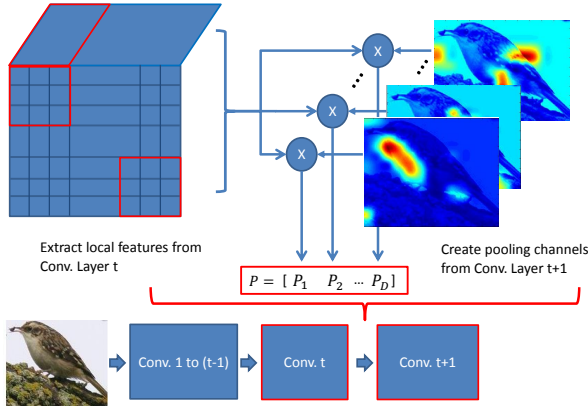 X
X
X
Extract local features from
Conv. Layer t
Create pooling channels
from Conv. Layer t+1
P = [ P₁ P₂ … P_D ]
Conv. 1 to (t-1)
Conv. t
Conv. t+1